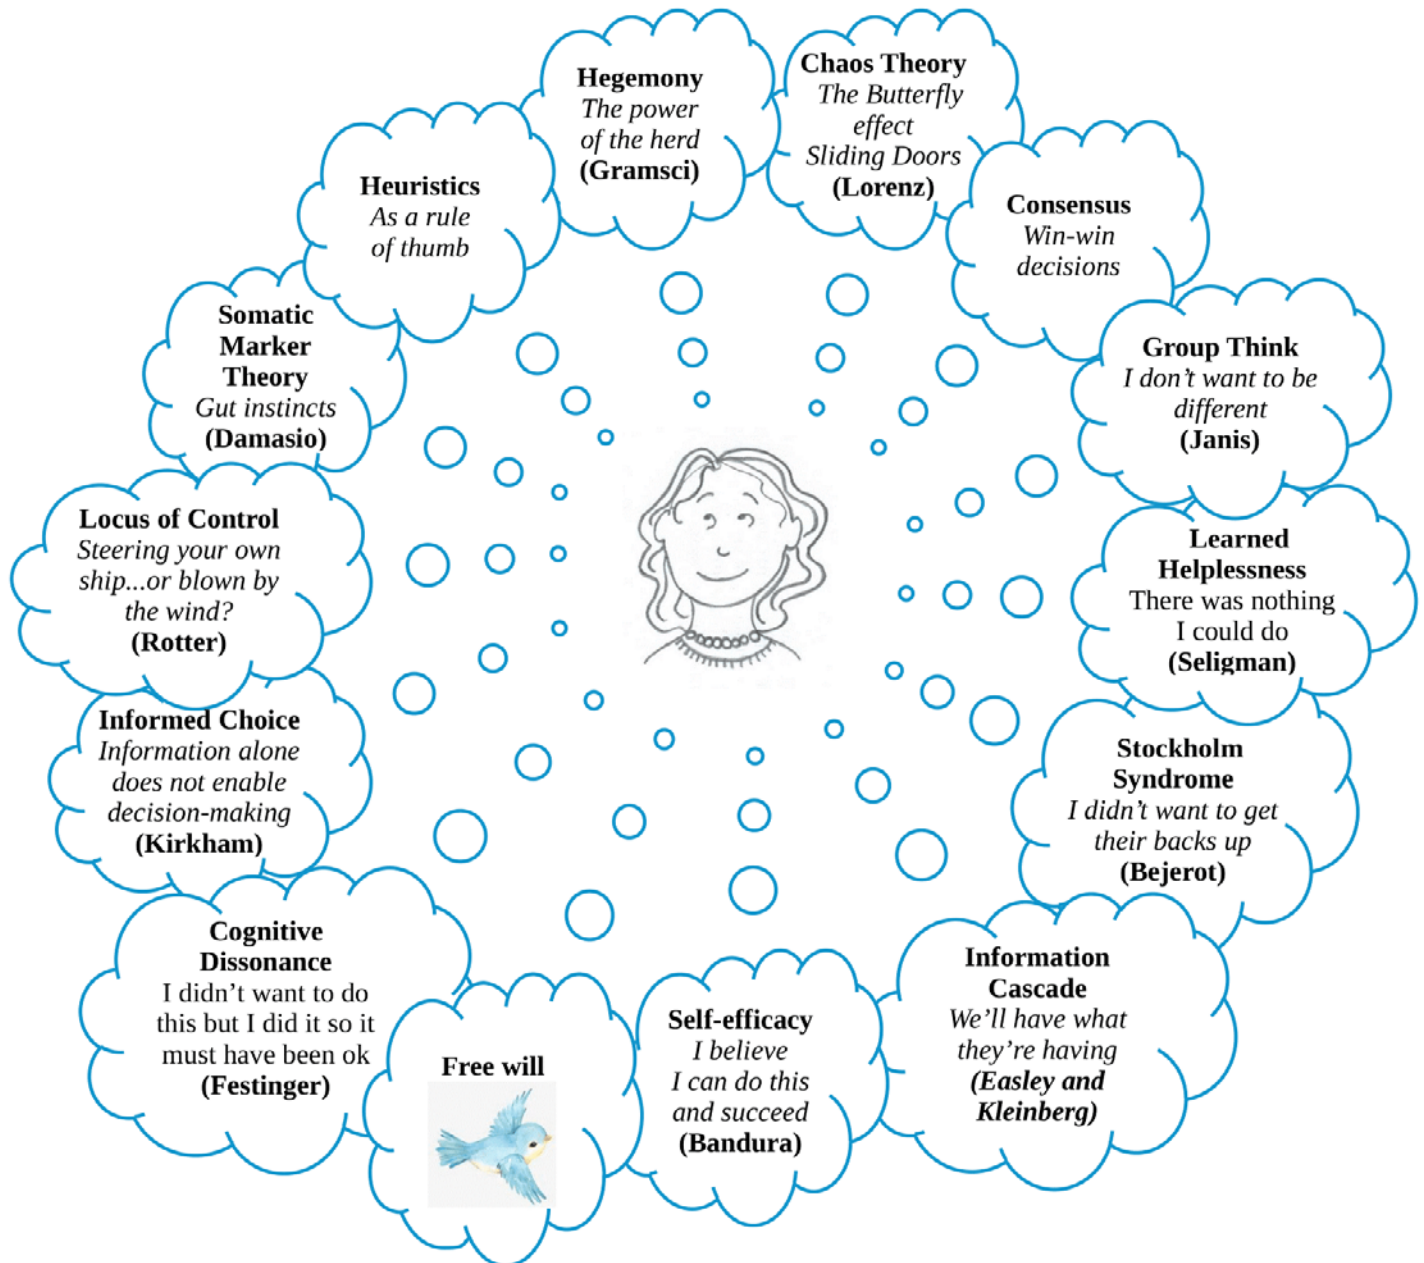 Hegemony
The power
of the herd
(Gramsci)
Chaos Theory
The Butterfly
effect
Sliding Doors
(Lorenz)
Consensus
Win-win
decisions
Group Think
I don’t want to be
different
(Janis)
Learned
Helplessness
There was nothing
I could do
(Seligman)
Stockholm
Syndrome
I didn’t want to get
their backs up
(Bejerot)
Information
Cascade
We’ll have what
they’re having
(Easley and
Kleinberg)
Self-efficacy
I believe
I can do this
and succeed
(Bandura)
Free will
Cognitive
Dissonance
I didn’t want to do
this but I did it so it
must have been ok
(Festinger)
Informed Choice
Information alone
does not enable
decision-making
(Kirkham)
Locus of Control
Steering your own
ship...or blown by
the wind?
(Rotter)
Somatic
Marker
Theory
Gut instincts
(Damasio)
Heuristics
As a rule
of thumb